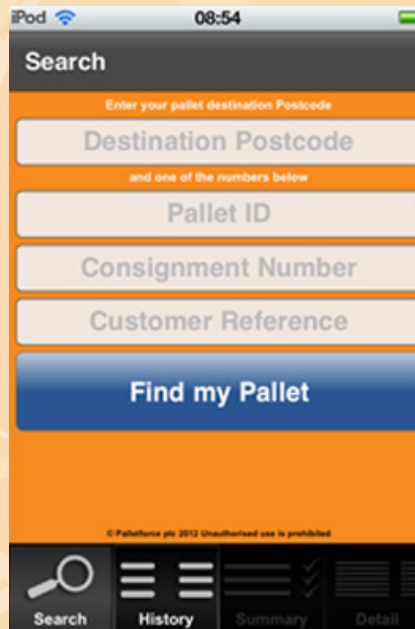 iPod 08:54
Search
Enter your pallet destination Postcode
Destination Postcode
and one of the numbers below
Pallet ID
Consignment Number
Customer Reference
Find my Pallet
© Palletforce plc 2012 Unauthorised use is prohibited
Search History Summary Detail